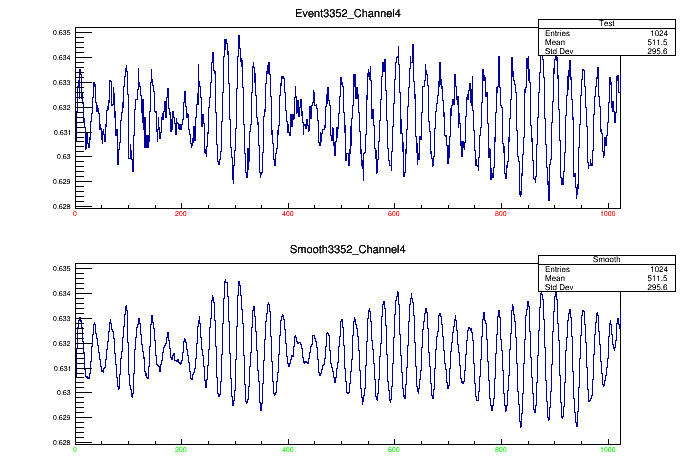 Event3352_Channel4
Test
Entries 1024
Mean 511.5
Std Dev 295.6
0.635
0.634
0.633
0.632
0.631
0.63
0.629
0.628
0 200 400 600 800 1000
Smooth3352_Channel4
Smooth
Entries 1024
Mean 511.5
Std Dev 295.6
0.635
0.634
0.633
0.632
0.631
0.63
0.629
0.628
0 200 400 600 800 1000